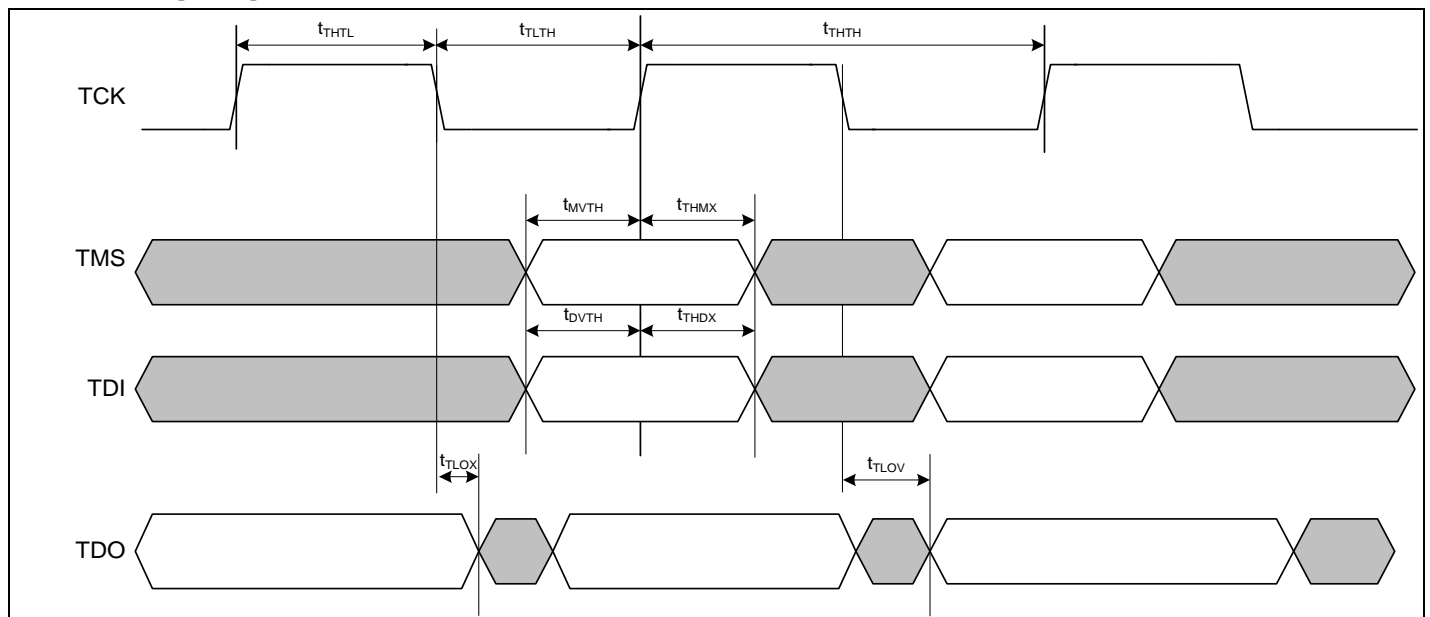 tTHTL tTLTH tTHTH
TCK
tMVTH tTHMX
TMS
tDVTH tTHDX
TDI
tTLOX tTLOV
TDO